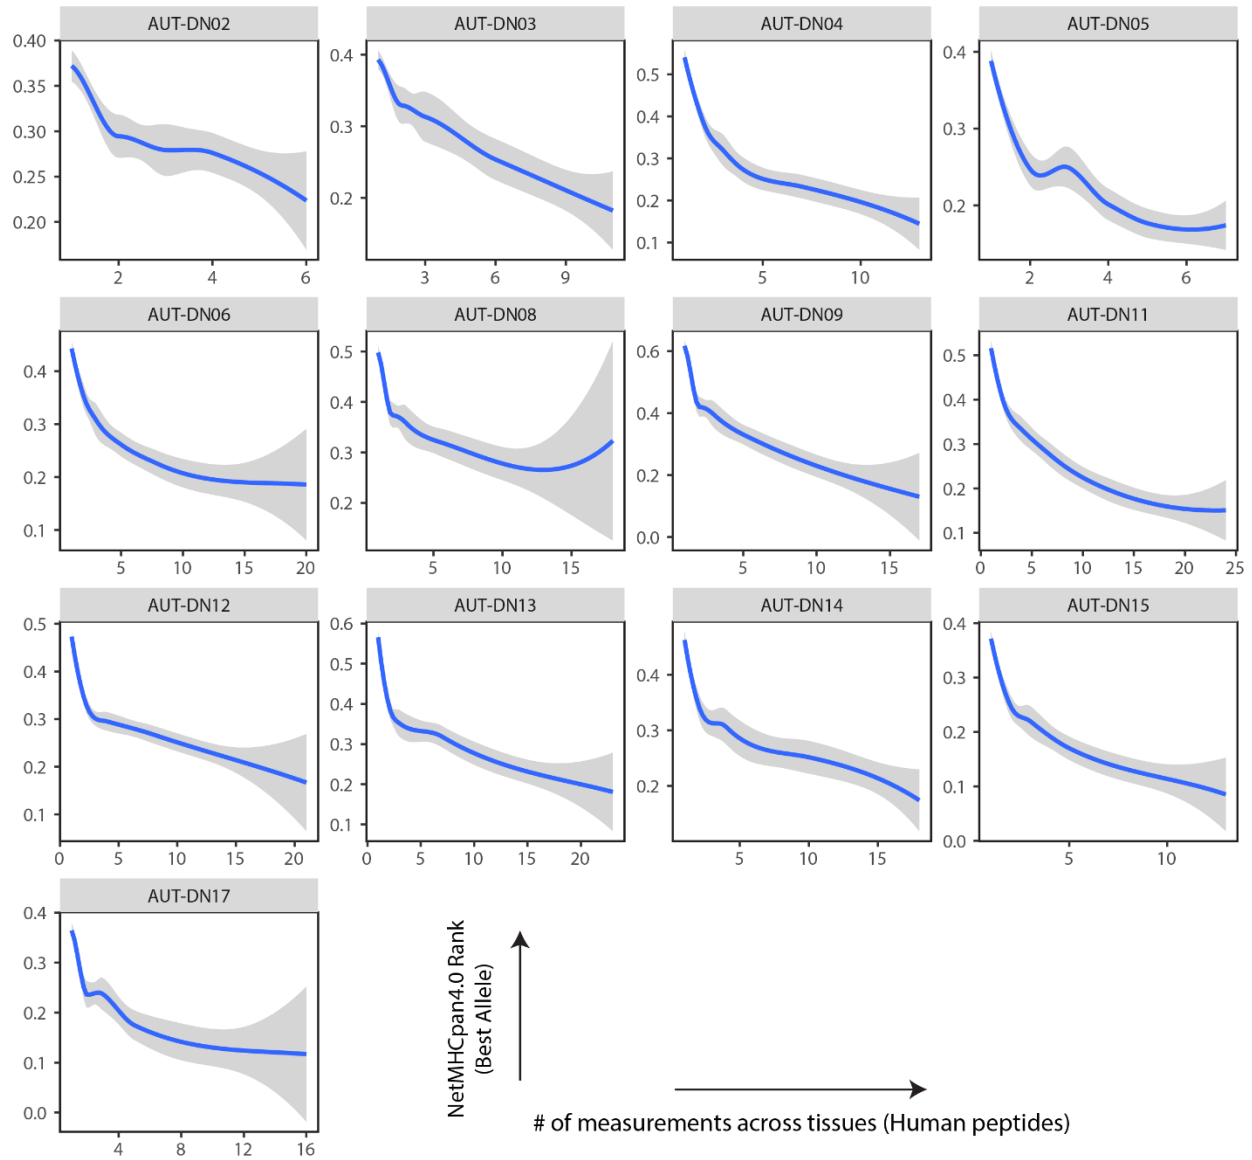 AUT-DN02 AUT-DN03 AUT-DN04 AUT-DN05
0.40 0.35 0.30 0.25 0.20
2 4 6
0.4 0.3 0.2
3 6 9
0.5 0.4 0.3 0.2 0.1
5 10
0.4 0.3 0.2
2 4 6
AUT-DN06 AUT-DN08 AUT-DN09 AUT-DN11
0.4 0.3 0.2 0.1
5 10 15 20
0.5 0.4 0.3 0.2
5 10 15
0.6 0.4 0.2 0.0
5 10 15
0.5 0.4 0.3 0.2 0.1
0 5 10 15 20 25
AUT-DN12 AUT-DN13 AUT-DN14 AUT-DN15
0.5 0.4 0.3 0.2 0.1
0 5 10 15 20
0.6 0.5 0.4 0.3 0.2 0.1
0 5 10 15 20
0.4 0.3 0.2
5 10 15
0.4 0.3 0.2 0.1 0.0
5 10
AUT-DN17
0.4 0.3 0.2 0.1 0.0
4 8 12 16
NetMHCpan4.0 Rank
(Best Allele)
# of measurements across tissues (Human peptides)